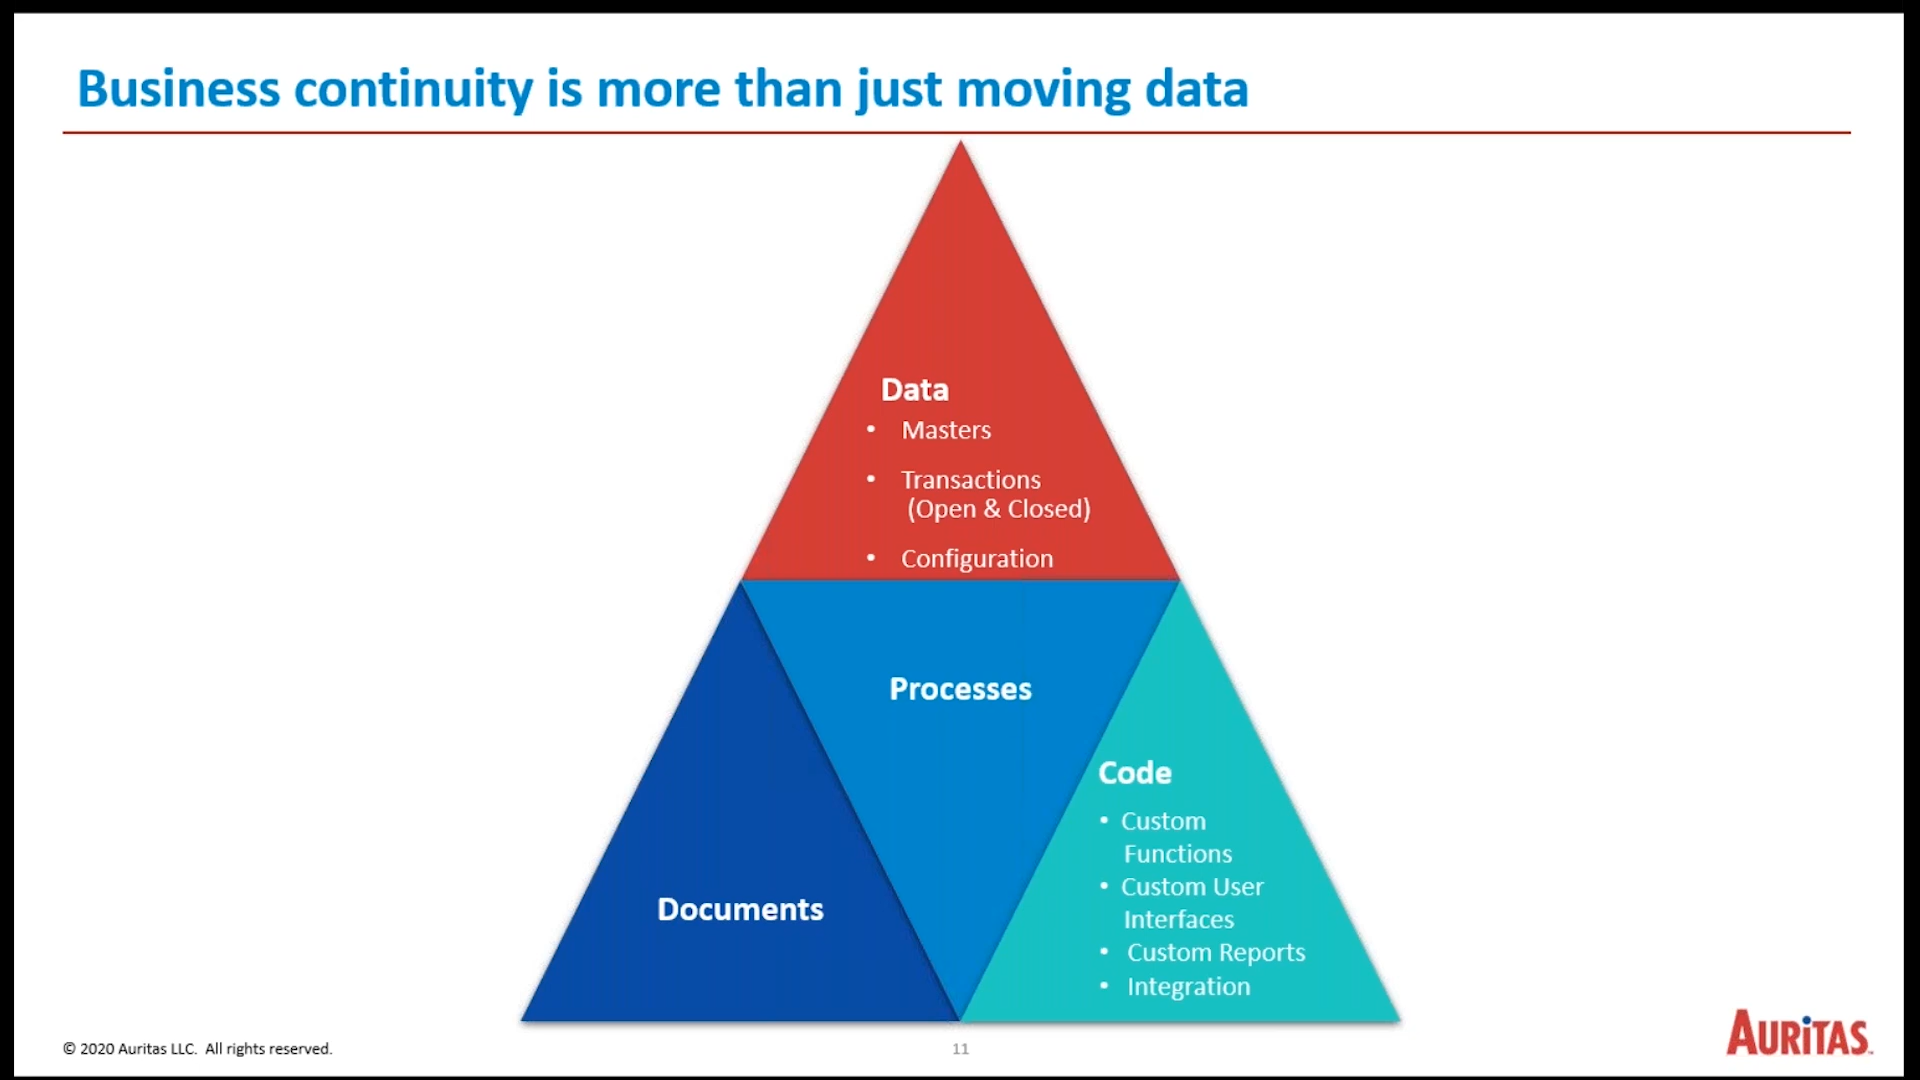 Business continuity is more than just moving data
Data
• Masters
• Transactions
(Open & Closed)
• Configuration
Processes
Documents
Code
• Custom
Functions
• Custom User
Interfaces
• Custom Reports
• Integration
© 2020 Auritas LLC. All rights reserved.
11
AURiTAS